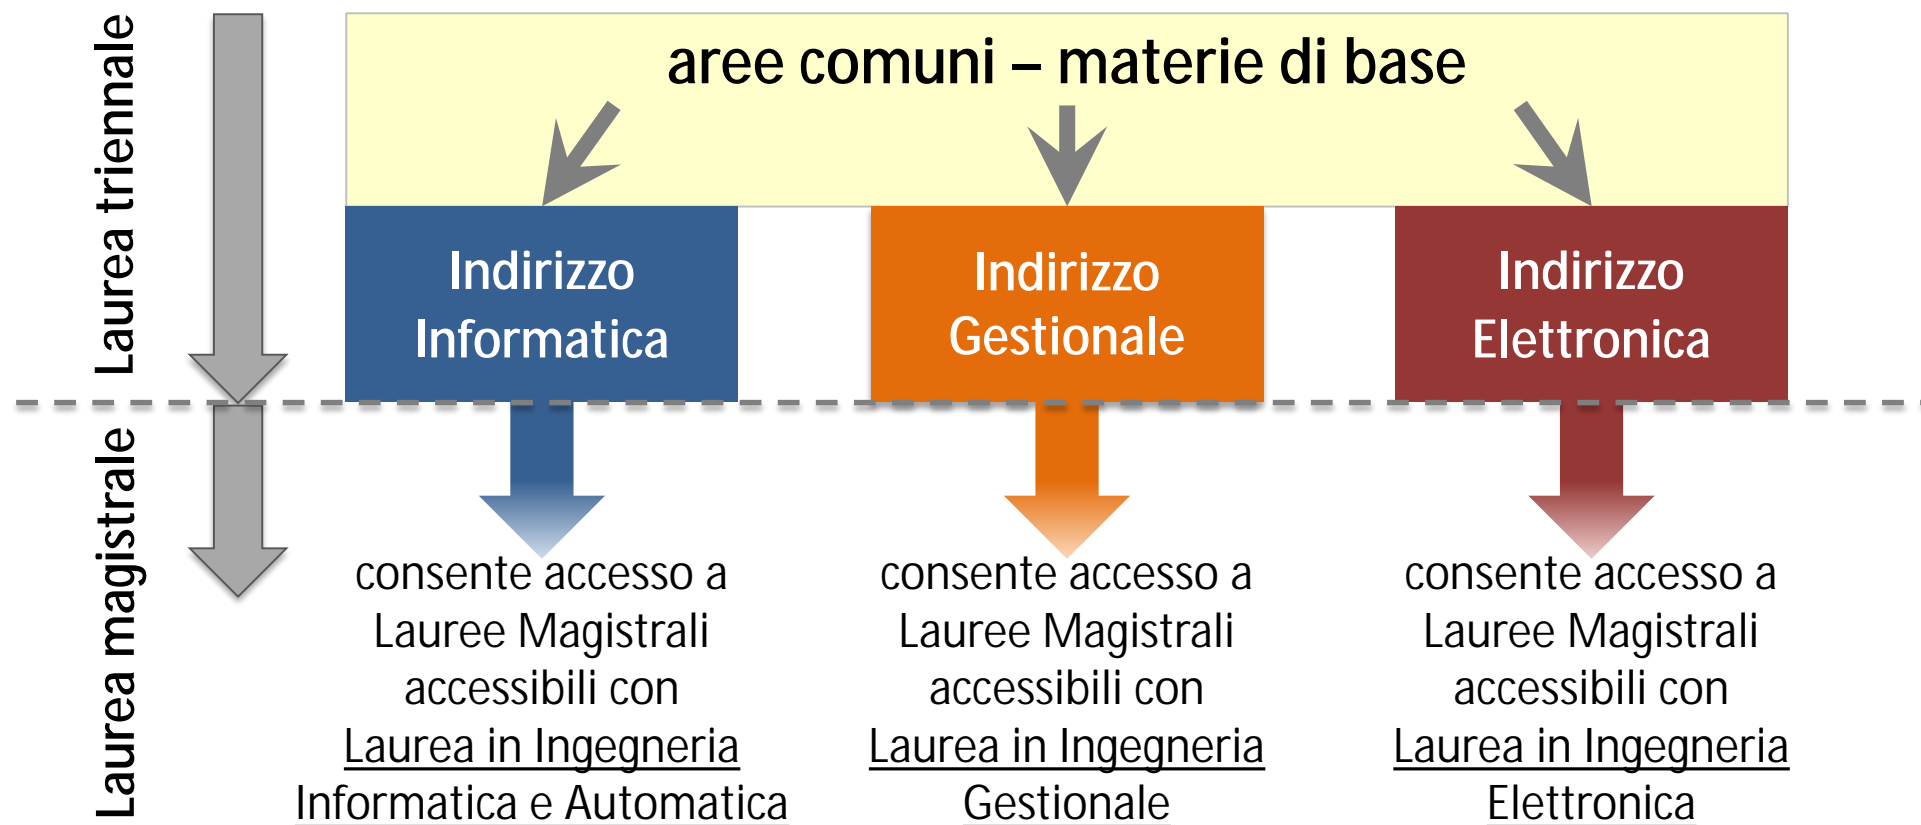 Laurea triennale
aree comuni – materie di base
Indirizzo
Informatica
Indirizzo
Gestionale
Indirizzo
Elettronica
Laurea magistrale
consente accesso a
Lauree Magistrali
accessibili con
Laurea in Ingegneria
Informatica e Automatica
consente accesso a
Lauree Magistrali
accessibili con
Laurea in Ingegneria
Gestionale
consente accesso a
Lauree Magistrali
accessibili con
Laurea in Ingegneria
Elettronica